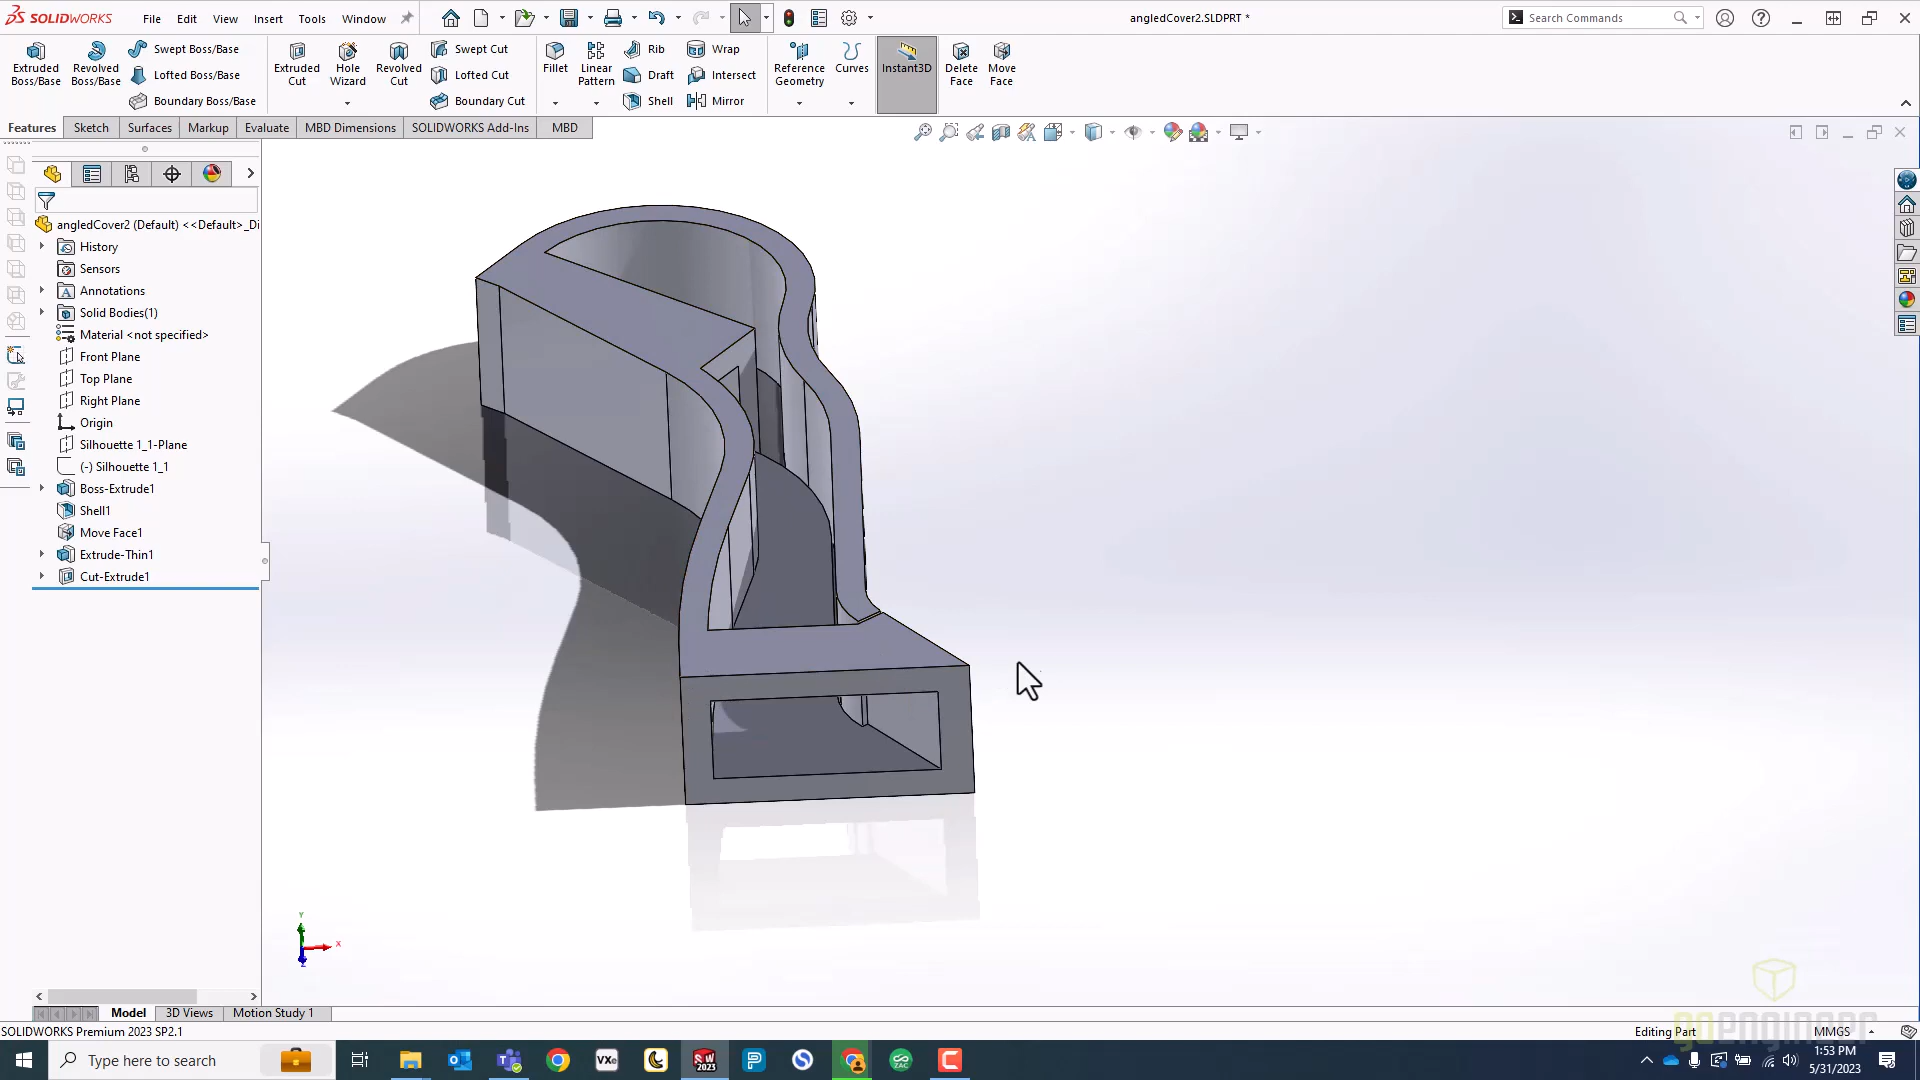 SOLIDWORKS File Edit View Insert Tools Window angledCover2.SLDPRT * Search Commands
Extruded Boss/Base
Revolved Boss/Base
Swept Boss/Base
Lofted Boss/Base
Boundary Boss/Base
Extruded Cut
Hole Wizard
Revolved Cut
Swept Cut
Lofted Cut
Boundary Cut
Fillet
Linear Pattern
Rib
Draft
Shell
Wrap
Intersect
Mirror
Reference Geometry
Curves
Instant3D
Delete Face
Move Face
Features Sketch Surfaces Markup Evaluate MBD Dimensions SOLIDWORKS Add-Ins MBD
angledCover2 (Default) <<Default>_Di
History
Sensors
Annotations
Solid Bodies(1)
Material <not specified>
Front Plane
Top Plane
Right Plane
Origin
Silhouette 1_1-Plane
(-) Silhouette 1_1
Boss-Extrude1
Shell1
Move Face1
Extrude-Thin1
Cut-Extrude1
Y
X
Z
Model 3D Views Motion Study 1
SOLIDWORKS Premium 2023 SP2.1 Editing Part MMGS
goengineer
Type here to search
VXe
SW 2023
ZAC
1:53 PM
5/31/2023